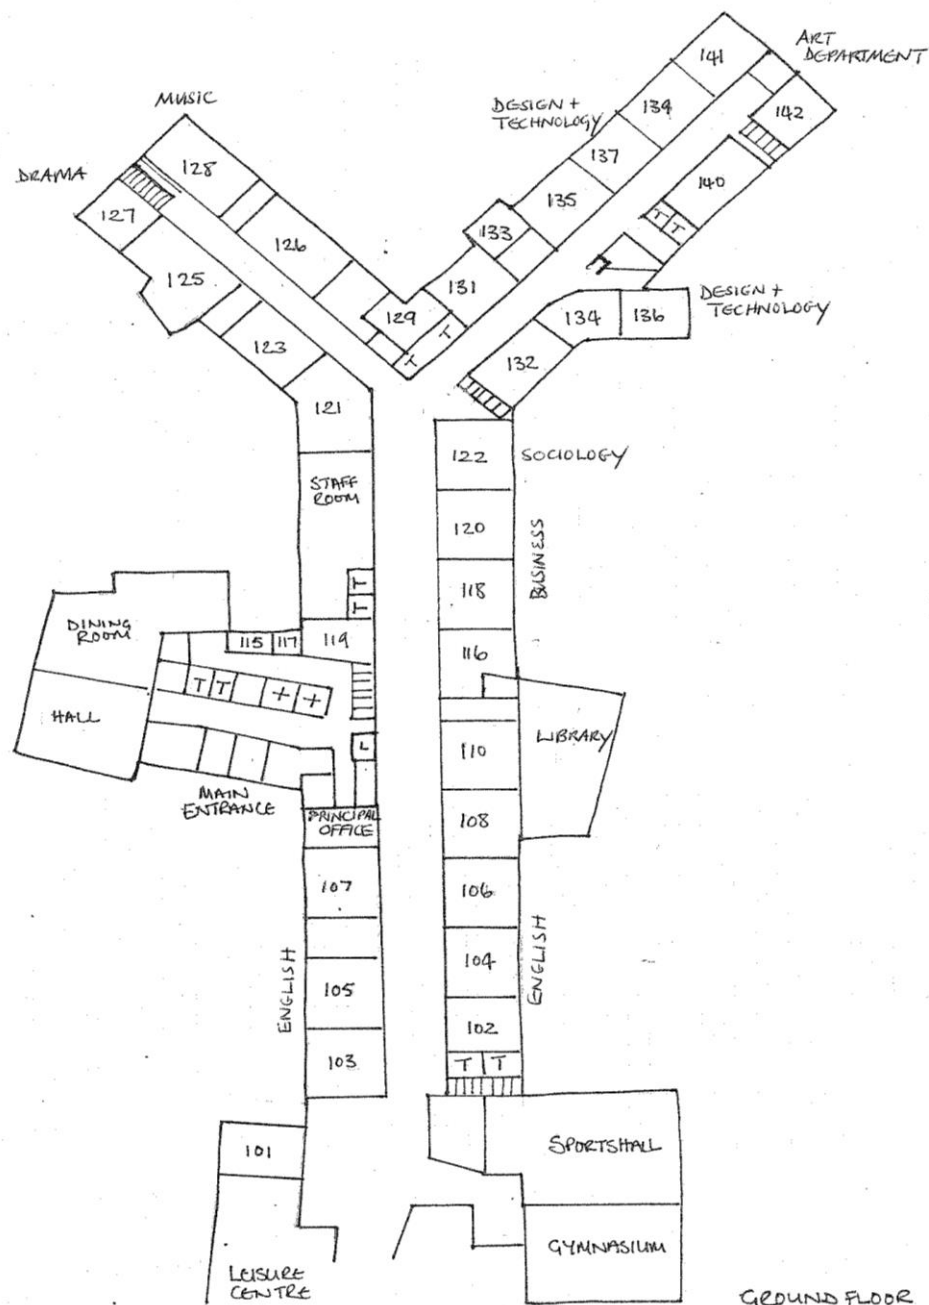 141
ART
DEPARTMENT
139
142
DESIGN +
TECHNOLOGY
MUSIC
137
128
140
DRAMA
135
T
T
127
133
126
131
125
DESIGN +
TECHNOLOGY
129
T
134
136
123
T
132
121
122
SOCIOLOGY
STAFF
ROOM
120
BUSINESS
118
T
T
DINING
ROOM
115
117
119
116
T
T
+
+
HALL
L
110
LIBRARY
MAIN
ENTRANCE
PRINCIPAL
OFFICE
108
107
106
ENGLISH
104
ENGLISH
105
102
103
T
T
101
SPORTSHALL
GYMNASIUM
LEISURE
CENTRE
GROUND FLOOR